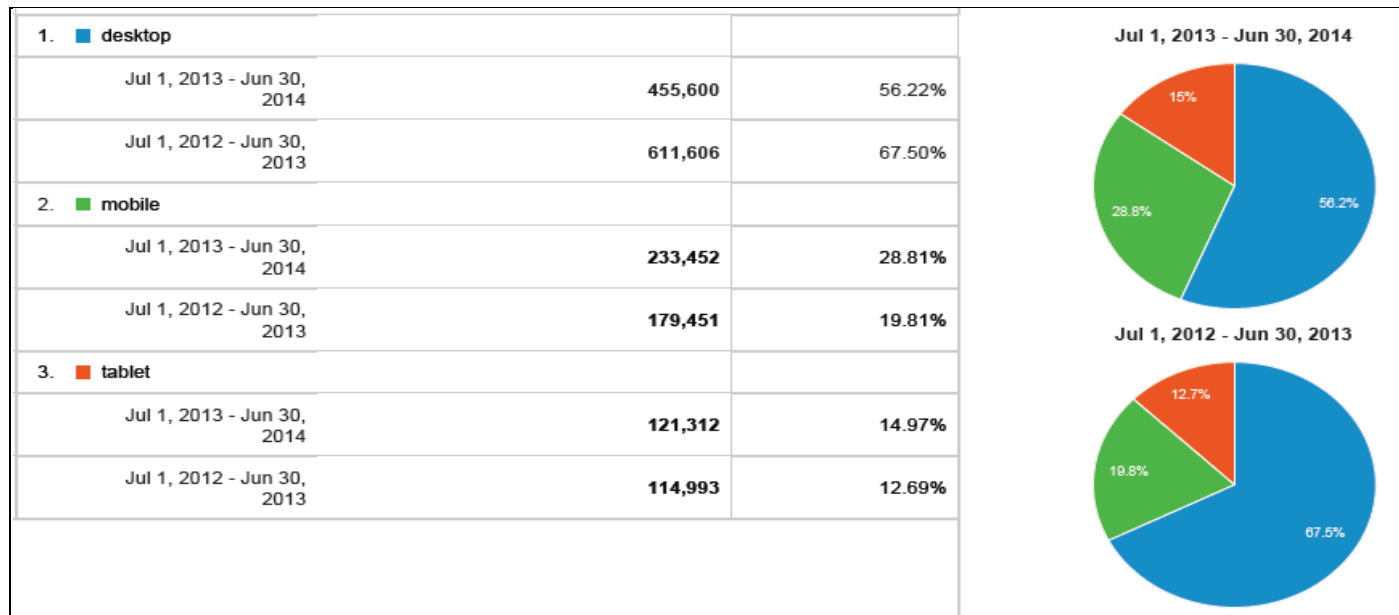 1. desktop
Jul 1, 2013 - Jun 30,
2014
455,600 56.22%
Jul 1, 2012 - Jun 30,
2013
611,606 67.50%
2. mobile
Jul 1, 2013 - Jun 30,
2014
233,452 28.81%
Jul 1, 2012 - Jun 30,
2013
179,451 19.81%
3. tablet
Jul 1, 2013 - Jun 30,
2014
121,312 14.97%
Jul 1, 2012 - Jun 30,
2013
114,993 12.69%
Jul 1, 2013 - Jun 30, 2014
15%
56.2%
28.8%
Jul 1, 2012 - Jun 30, 2013
12.7%
19.8%
67.5%